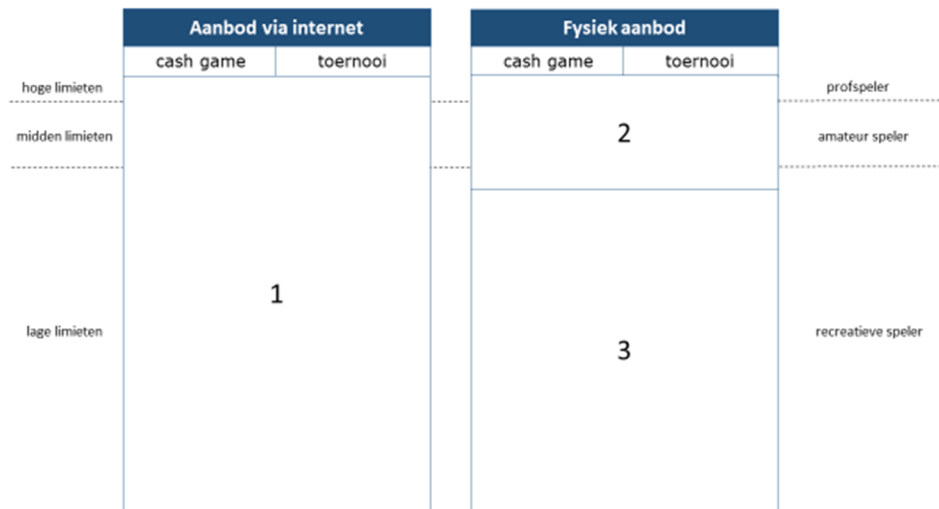 Aanbod via internet
Fysiek aanbod
cash game
toernooi
cash game
toernooi
hoge limieten
profspeler
midden limieten
2
amateur speler
1
lage limieten
3
recreatieve speler